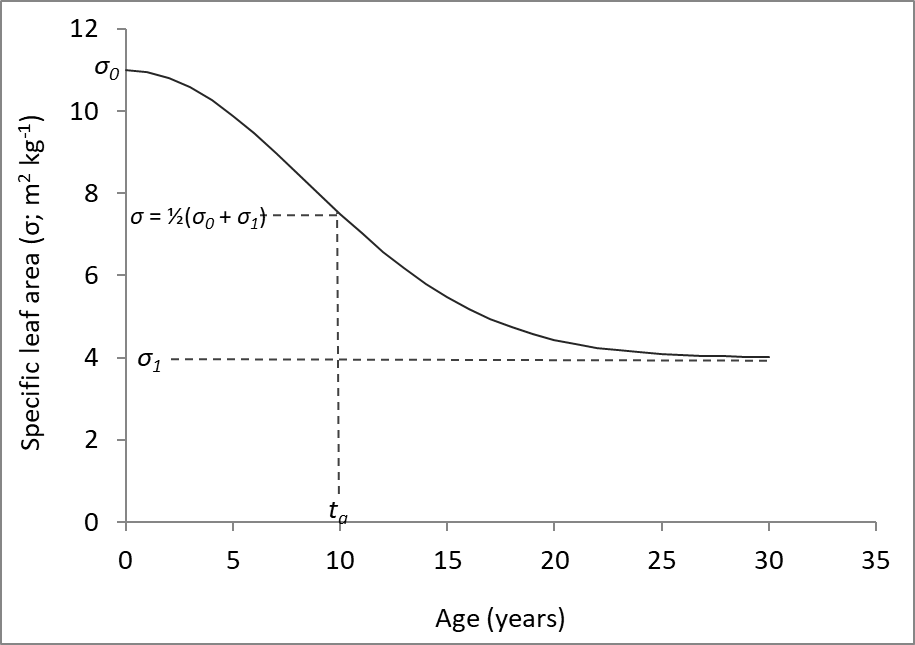 12
σ0
10
8
σ = ½(σ0 + σ1)
6
σ1
4
2
ta
0
0 5 10 15 20 25 30 35
Age (years)
Specific leaf area (σ; m2 kg-1)